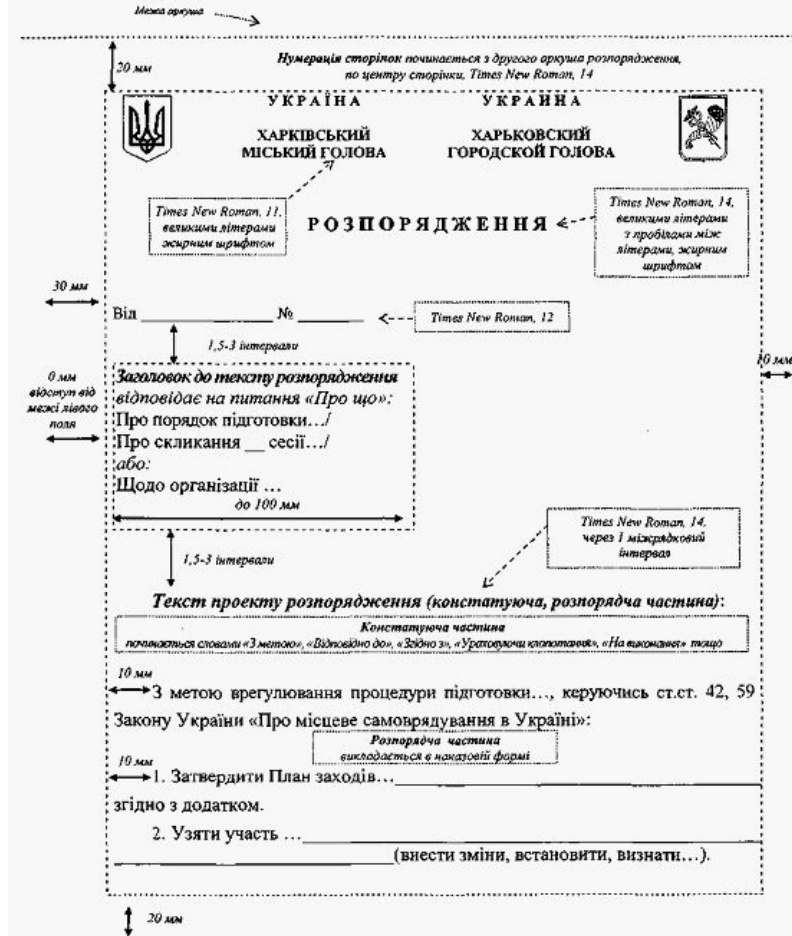 Межа аркуша
20 мм
Нумерація сторінок починається з другого аркуша розпорядження,
по центру сторінки, Times New Roman, 14
УКРАЇНА
ХАРКІВСЬКИЙ
МІСЬКИЙ ГОЛОВА
УКРАИНА
ХАРЬКОВСКИЙ
ГОРОДСКОЙ ГОЛОВА
Times New Roman, 11,
великими літерами
жирним шрифтом
РОЗПОРЯДЖЕННЯ
Times New Roman, 14,
великими літерами
з пробілами між
літерами, жирним
шрифтом
30 мм
Від ____________ № ______
Times New Roman, 12
1,5-3 інтервали
10 мм
0 мм
відступ від
межі лівого
поля
Заголовок до тексту розпорядження
відповідає на питання «Про що»:
Про порядок підготовки.../
Про скликання __ сесії.../
або:
Щодо організації ...
до 100 мм
Times New Roman, 14,
через 1 міжрядковий
інтервал
1,5-3 інтервали
Текст проекту розпорядження (констатуюча, розпорядча частина):
Констатуюча частина
починається словами «З метою», «Відповідно до», «Згідно з», «Ураховуючи клопотання», «На виконання» тощо
10 мм
З метою врегулювання процедури підготовки..., керуючись ст.ст. 42, 59
Закону України «Про місцеве самоврядування в Україні»:
Розпорядча частина
викладається в наказовій формі
10 мм
1. Затвердити План заходів...______________________________
згідно з додатком.
2. Узяти участь ...______________________________
______________________(внести зміни, встановити, визнати...).
20 мм